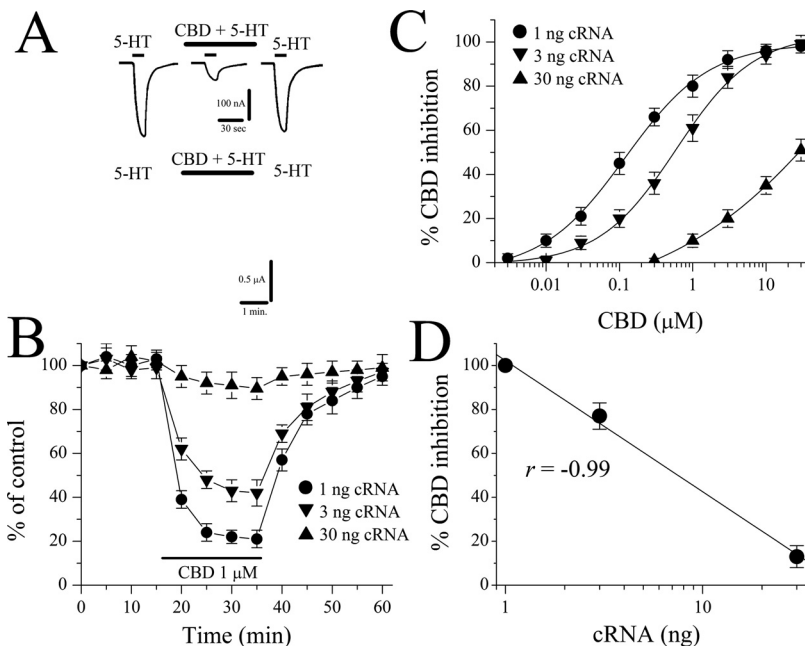 A
5-HT
CBD + 5-HT
5-HT
100 nA
30 sec
5-HT
CBD + 5-HT
5-HT
0.5 µA
1 min.
B
% of control
100
80
60
40
20
0
1 ng cRNA
3 ng cRNA
30 ng cRNA
CBD 1 µM
0 10 20 30 40 50 60
Time (min)
C
% CBD inhibition
100
80
60
40
20
0
1 ng cRNA
3 ng cRNA
30 ng cRNA
0.01 0.1 1 10
CBD (µM)
D
% CBD inhibition
100
80
60
40
20
0
r = -0.99
1 10
cRNA (ng)